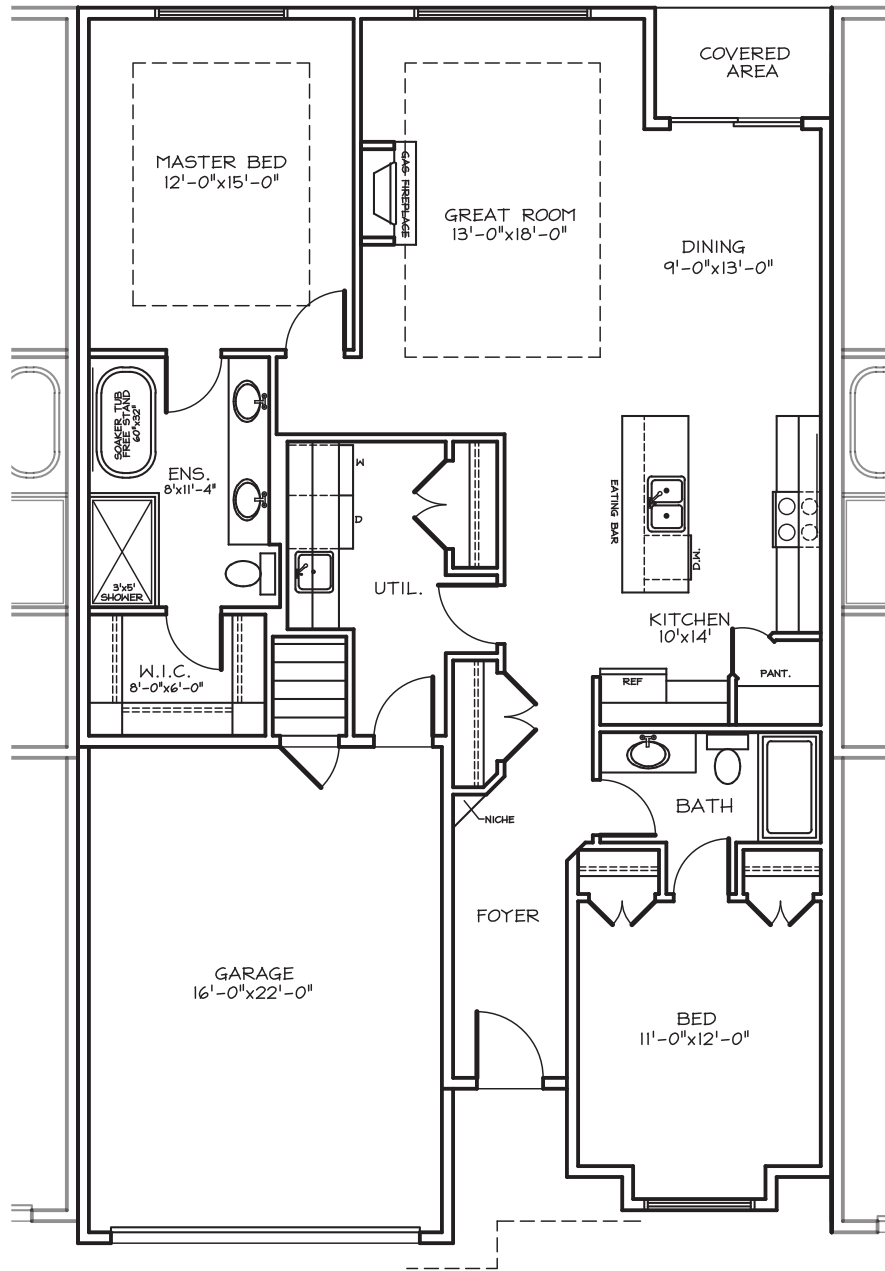 COVERED
AREA
MASTER BED
12'-0"x15'-0"
GAS FIREPLACE
GREAT ROOM
13'-0"x18'-0"
DINING
9'-0"x13'-0"
SOAKER TUB
FREE STAND
60"x32"
ENS.
8'x11'-4"
W
D
EATING BAR
D.W.
3'x5'
SHOWER
UTIL.
KITCHEN
10'x14'
W.I.C.
8'-0"x6'-0"
REF
PANT.
BATH
NICHE
FOYER
GARAGE
16'-0"x22'-0"
BED
11'-0"x12'-0"